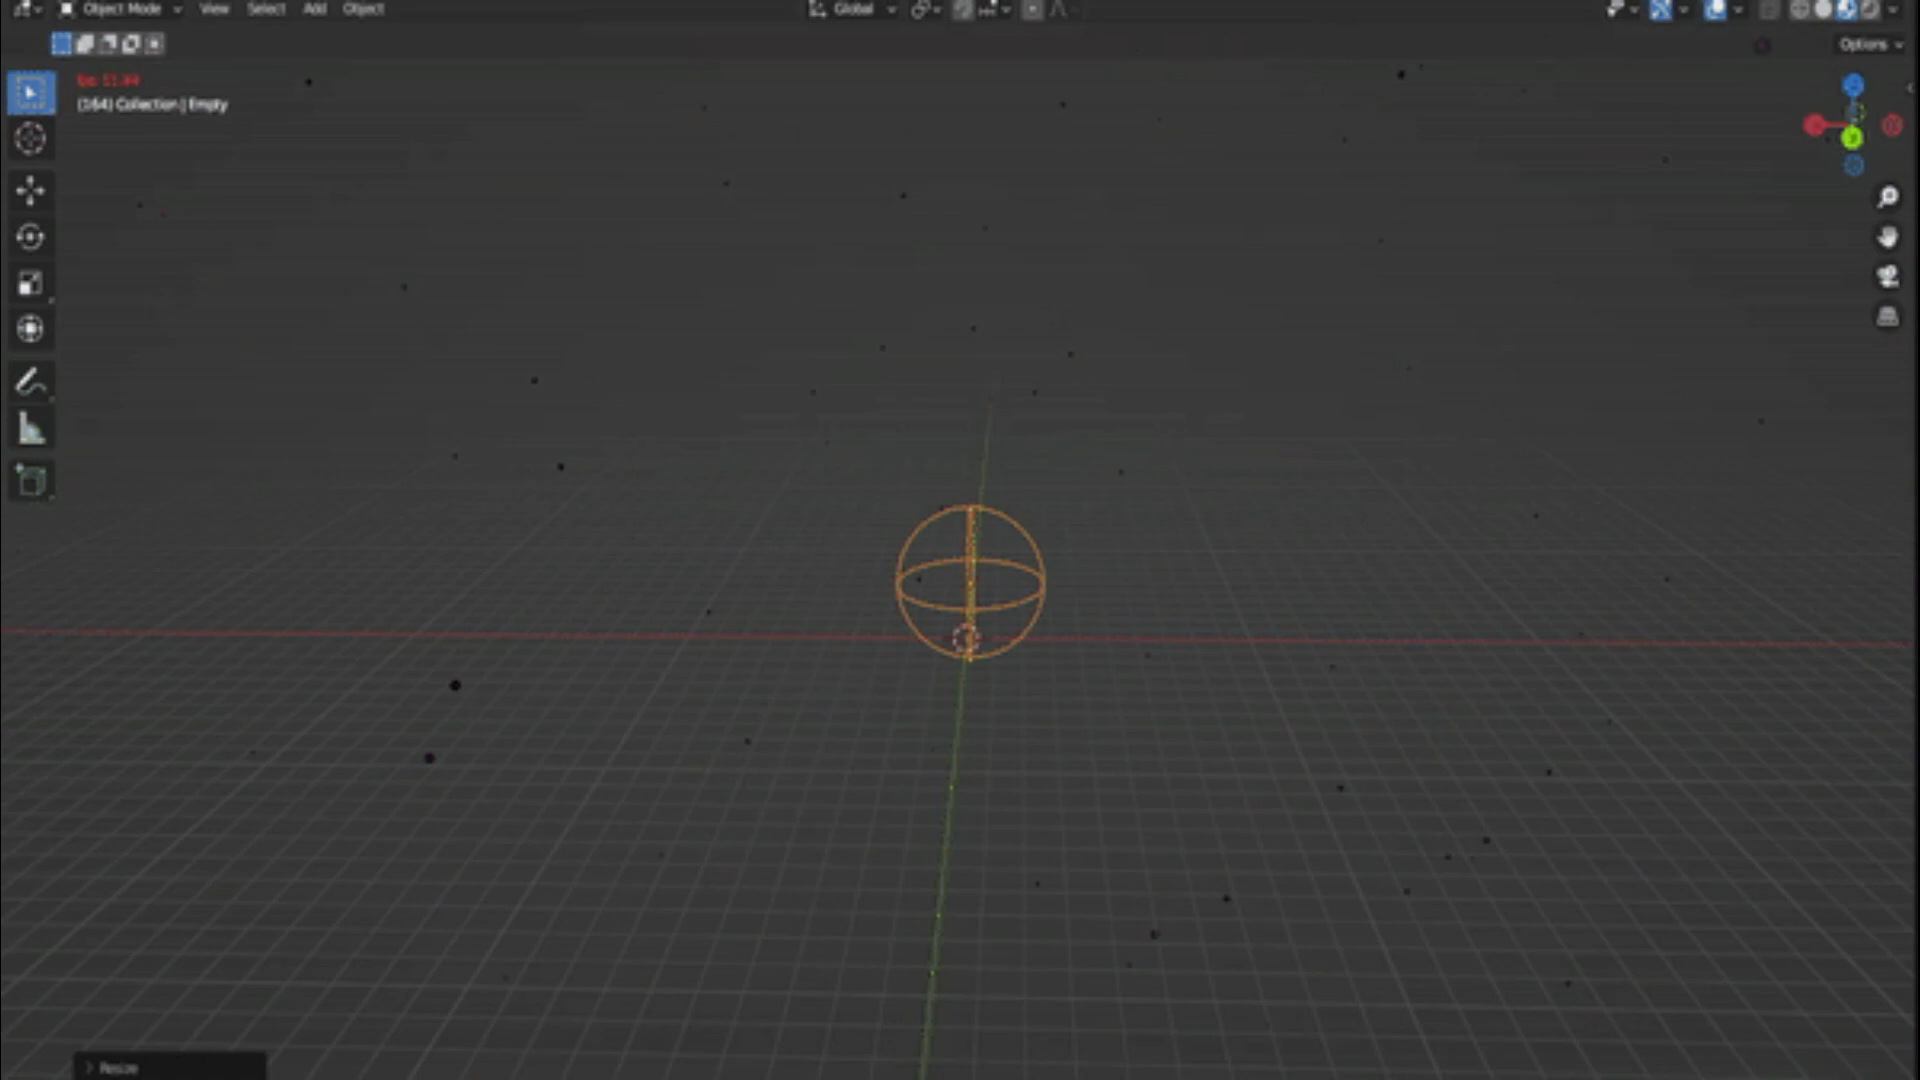 Object Mode View Select Add Object Global
Options
(164) Collection | Empty
Resize